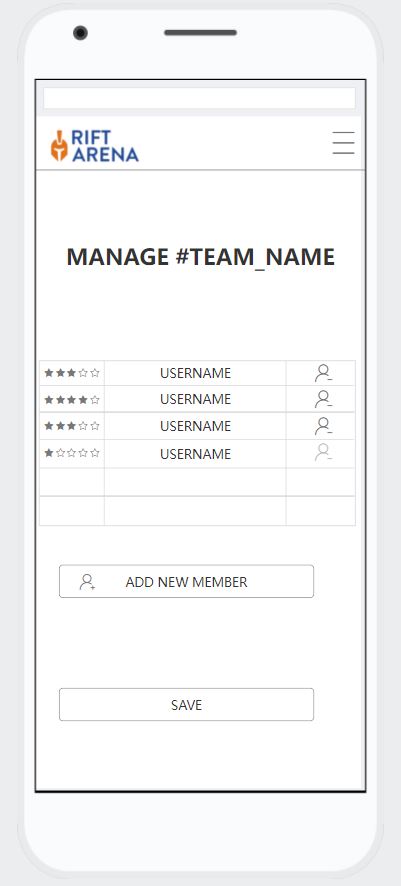 RIFT
ARENA
MANAGE #TEAM_NAME
USERNAME
USERNAME
USERNAME
USERNAME
ADD NEW MEMBER
SAVE